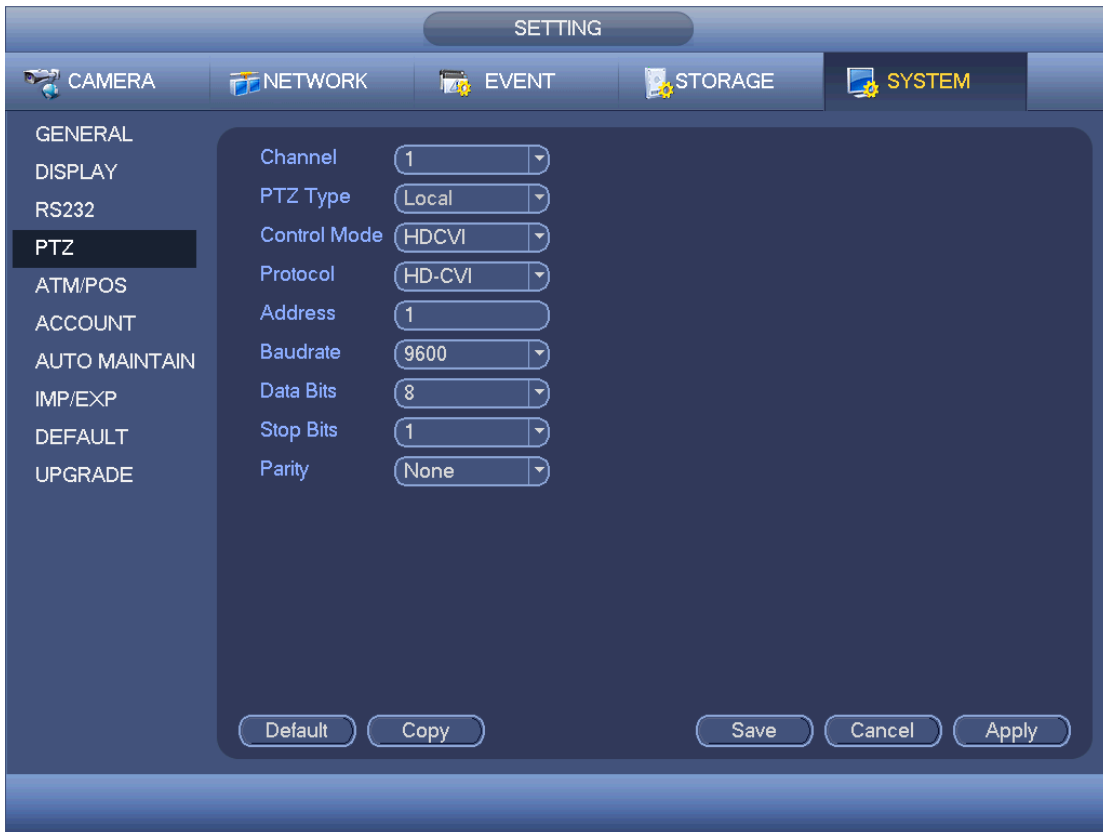 SETTING
CAMERA NETWORK EVENT STORAGE SYSTEM
GENERAL
DISPLAY
RS232
PTZ
ATM/POS
ACCOUNT
AUTO MAINTAIN
IMP/EXP
DEFAULT
UPGRADE
Channel 1
PTZ Type Local
Control Mode HDCVI
Protocol HD-CVI
Address 1
Baudrate 9600
Data Bits 8
Stop Bits 1
Parity None
Default Copy Save Cancel Apply